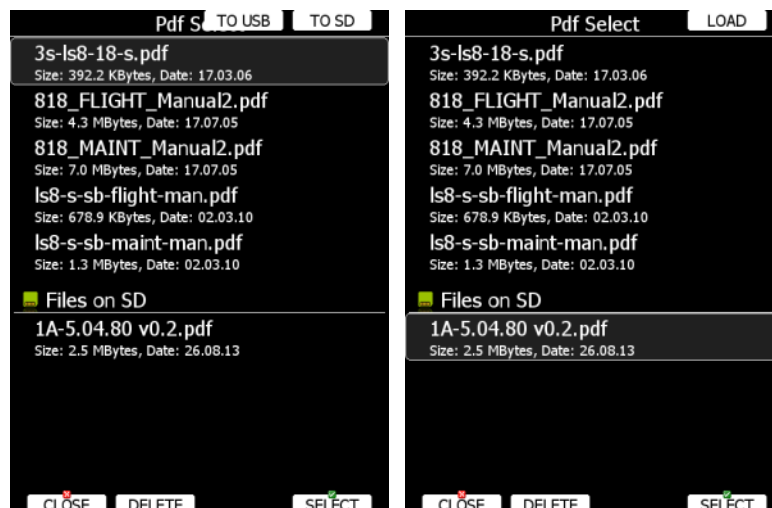 Pdf S
TO USB
TO SD
3s-ls8-18-s.pdf
Size: 392.2 KBytes, Date: 17.03.06
818_FLIGHT_Manual2.pdf
Size: 4.3 MBytes, Date: 17.07.05
818_MAINT_Manual2.pdf
Size: 7.0 MBytes, Date: 17.07.05
ls8-s-sb-flight-man.pdf
Size: 678.9 KBytes, Date: 02.03.10
ls8-s-sb-maint-man.pdf
Size: 1.3 MBytes, Date: 02.03.10
Files on SD
1A-5.04.80 v0.2.pdf
Size: 2.5 MBytes, Date: 26.08.13
CLOSE
DELETE
SELECT
Pdf Select
LOAD
3s-ls8-18-s.pdf
Size: 392.2 KBytes, Date: 17.03.06
818_FLIGHT_Manual2.pdf
Size: 4.3 MBytes, Date: 17.07.05
818_MAINT_Manual2.pdf
Size: 7.0 MBytes, Date: 17.07.05
ls8-s-sb-flight-man.pdf
Size: 678.9 KBytes, Date: 02.03.10
ls8-s-sb-maint-man.pdf
Size: 1.3 MBytes, Date: 02.03.10
Files on SD
1A-5.04.80 v0.2.pdf
Size: 2.5 MBytes, Date: 26.08.13
CLOSE
DELETE
SELECT